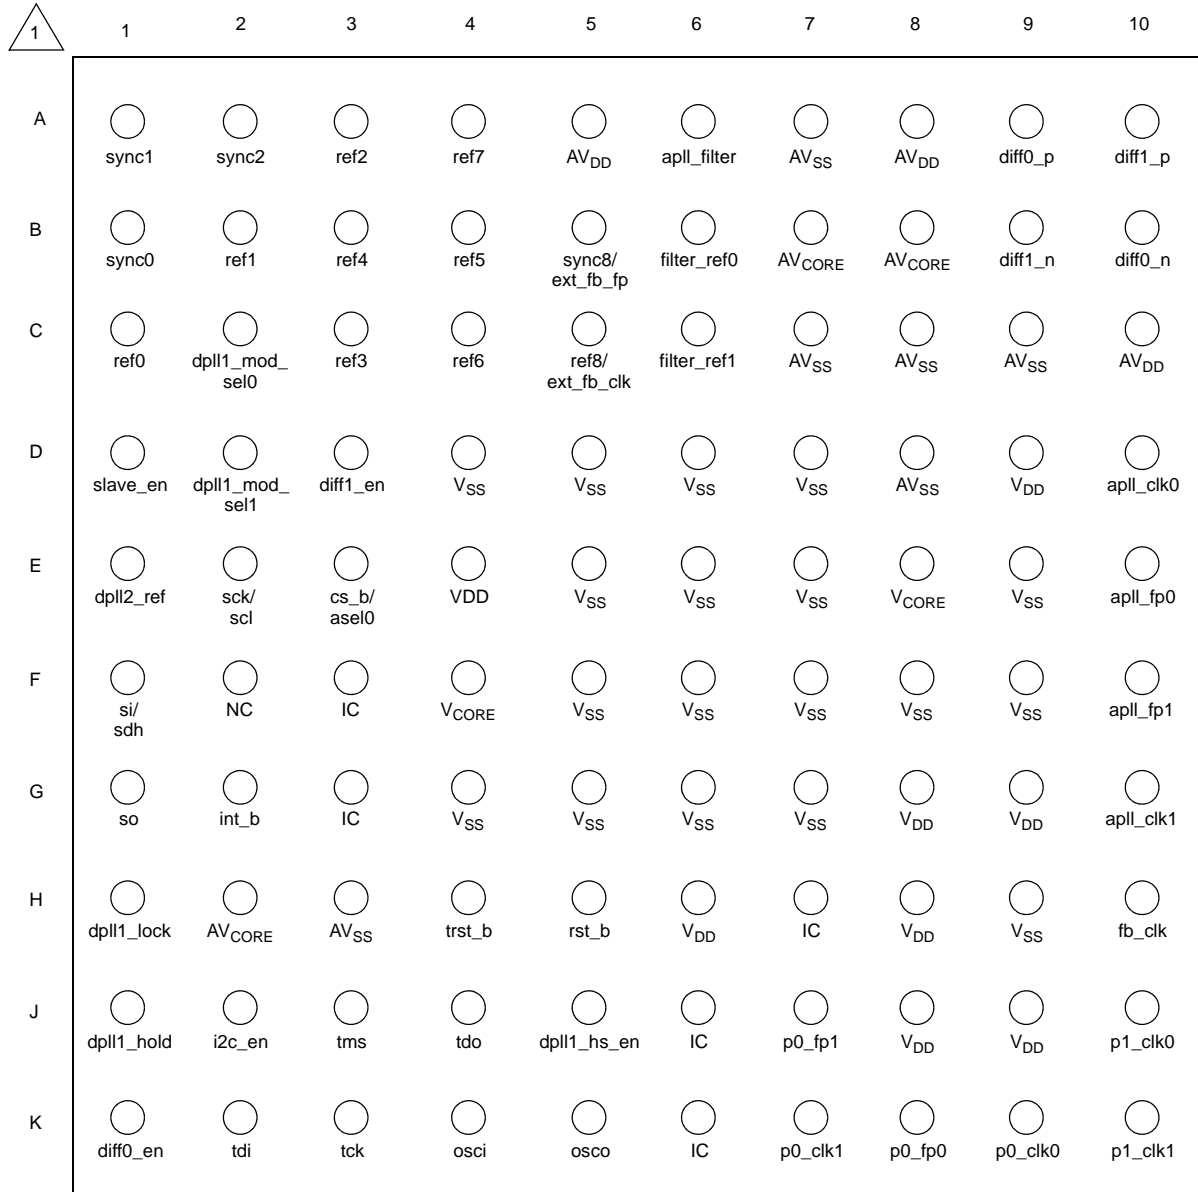 1 1 2 3 4 5 6 7 8 9 10
A
sync1 sync2 ref2 ref7 AVDD apll_filter AVSS AVDD diff0_p diff1_p
B
sync0 ref1 ref4 ref5 sync8/ filter_ref0 AVCORE AVCORE diff1_n diff0_n
ext_fb_fp
C
ref0 dpll1_mod_ ref3 ref6 ref8/ filter_ref1 AVSS AVSS AVSS AVDD
sel0 ext_fb_clk
D
slave_en dpll1_mod_ diff1_en VSS VSS VSS VSS AVSS VDD apll_clk0
sel1
E
dpll2_ref sck/ cs_b/ VDD VSS VSS VSS VCORE VSS apll_fp0
scl asel0
F
si/ NC IC VCORE VSS VSS VSS VSS VSS apll_fp1
sdh
G
so int_b IC VSS VSS VSS VSS VDD VDD apll_clk1
H
dpll1_lock AVCORE AVSS trst_b rst_b VDD IC VDD VSS fb_clk
J
dpll1_hold i2c_en tms tdo dpll1_hs_en IC p0_fp1 VDD VDD p1_clk0
K
diff0_en tdi tck osci osco IC p0_clk1 p0_fp0 p0_clk0 p1_clk1